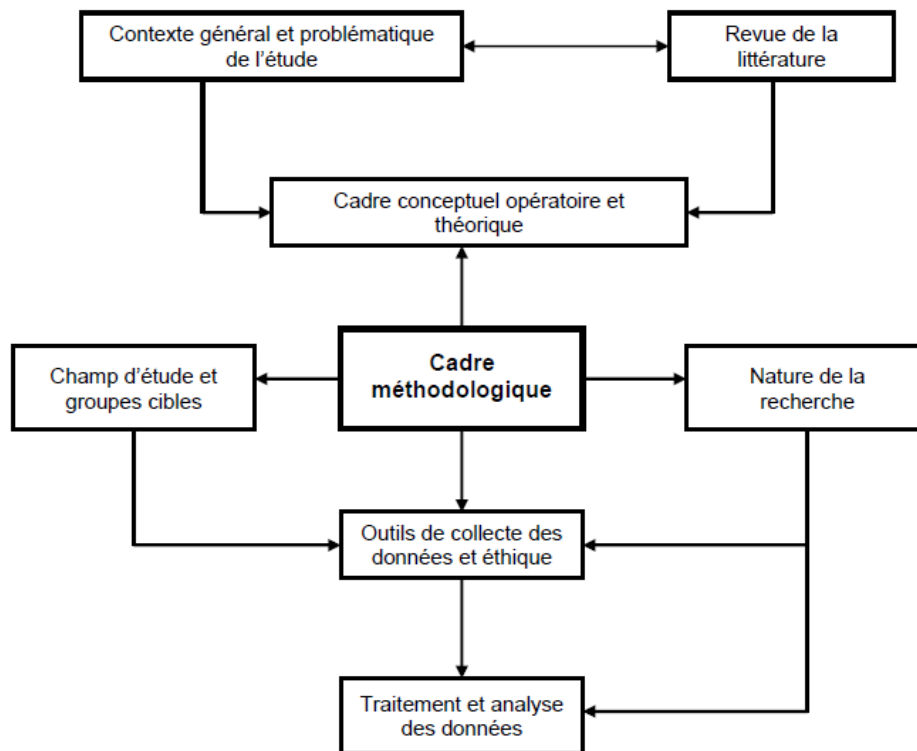 Contexte général et problématique
de l'étude
Revue de la
littérature
Cadre conceptuel opératoire et
théorique
Cadre
méthodologique
Champ d'étude et
groupes cibles
Nature de la
recherche
Outils de collecte des
données et éthique
Traitement et analyse
des données